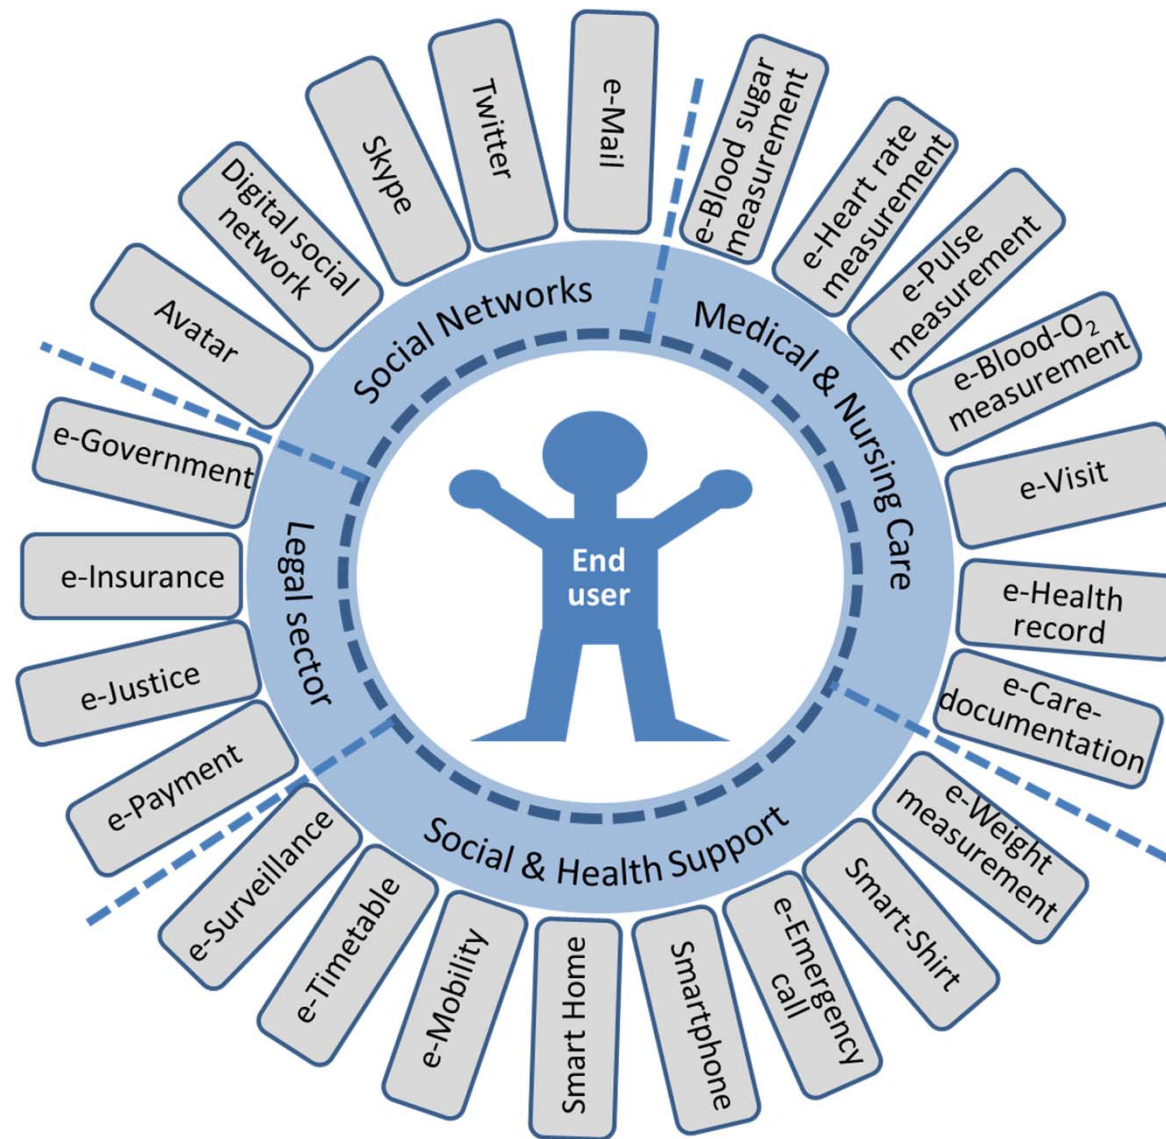 e-Mail
Twitter
Skype
Digital social
network
Avatar
Social Networks
e-Blood sugar
measurement
e-Heart rate
measurement
e-Pulse
measurement
e-Blood-O₂
measurement
e-Visit
e-Health
record
e-Care-
documentation
Medical & Nursing Care
e-Government
e-Insurance
e-Justice
e-Payment
Legal sector
End
user
e-Weight
measurement
Smart-Shirt
e-Emergency
call
Smartphone
Smart Home
e-Mobility
e-Timetable
e-Surveillance
Social & Health Support